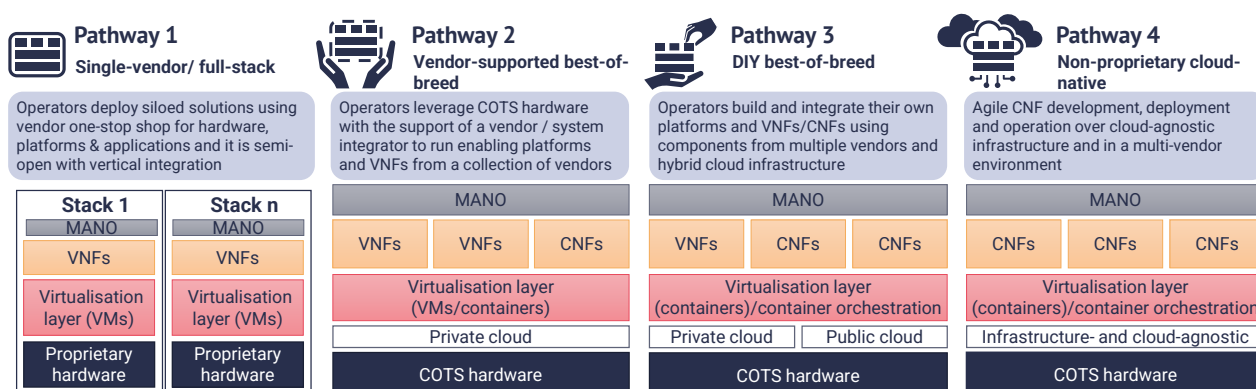 Pathway 1
Single-vendor/ full-stack
Operators deploy siloed solutions using
vendor one-stop shop for hardware,
platforms & applications and it is semi-
open with vertical integration
Stack 1
MANO
VNFs
Virtualisation
layer (VMs)
Proprietary
hardware
Stack n
MANO
VNFs
Virtualisation
layer (VMs)
Proprietary
hardware
Pathway 2
Vendor-supported best-of-
breed
Operators leverage COTS hardware
with the support of a vendor / system
integrator to run enabling platforms
and VNFs from a collection of vendors
MANO
VNFs
VNFs
CNFs
Virtualisation layer
(VMs/containers)
Private cloud
COTS hardware
Pathway 3
DIY best-of-breed
Operators build and integrate their own
platforms and VNFs/CNFs using
components from multiple vendors and
hybrid cloud infrastructure
MANO
VNFs
CNFs
CNFs
Virtualisation layer
(containers)/container orchestration
Private cloud
Public cloud
COTS hardware
Pathway 4
Non-proprietary cloud-
native
Agile CNF development, deployment
and operation over cloud-agnostic
infrastructure and in a multi-vendor
environment
MANO
CNFs
CNFs
CNFs
Virtualisation layer
(containers)/container orchestration
Infrastructure- and cloud-agnostic
COTS hardware